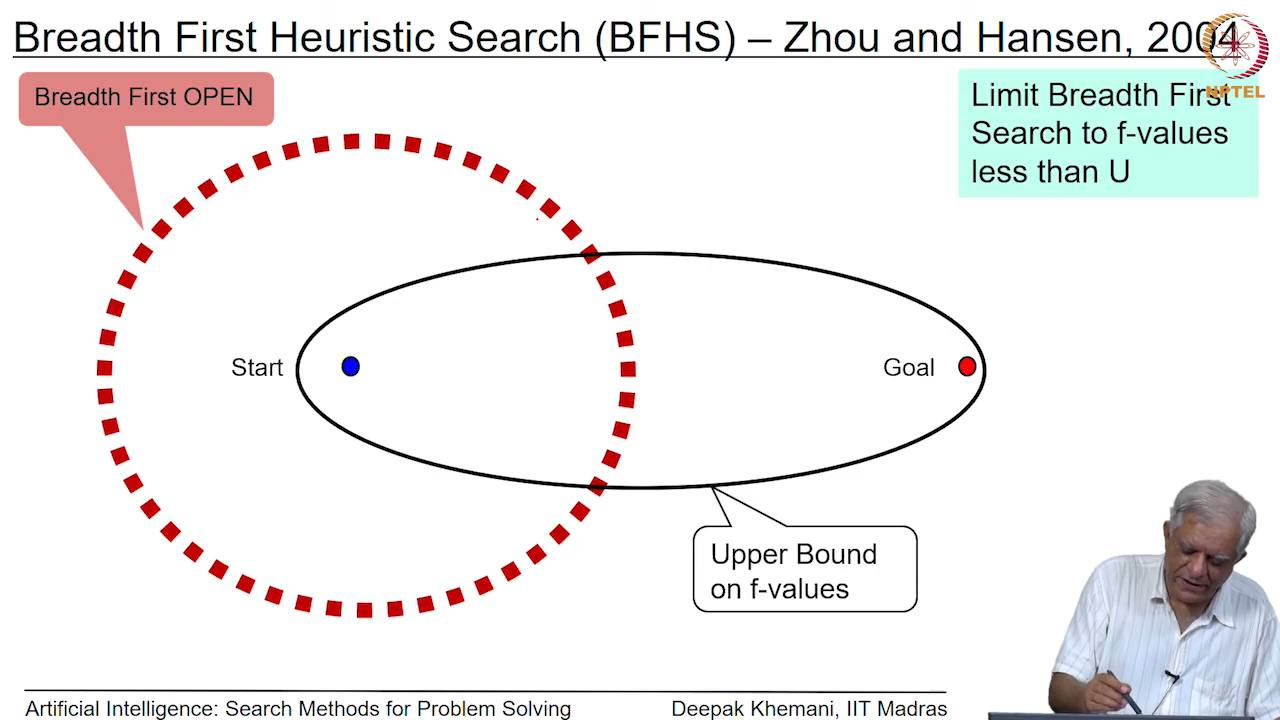 Breadth First Heuristic Search (BFHS) – Zhou and Hansen, 2004
NPTEL
Breadth First OPEN
Limit Breadth First
Search to f-values
less than U
Start
Goal
Upper Bound
on f-values
Artificial Intelligence: Search Methods for Problem Solving
Deepak Khemani, IIT Madras